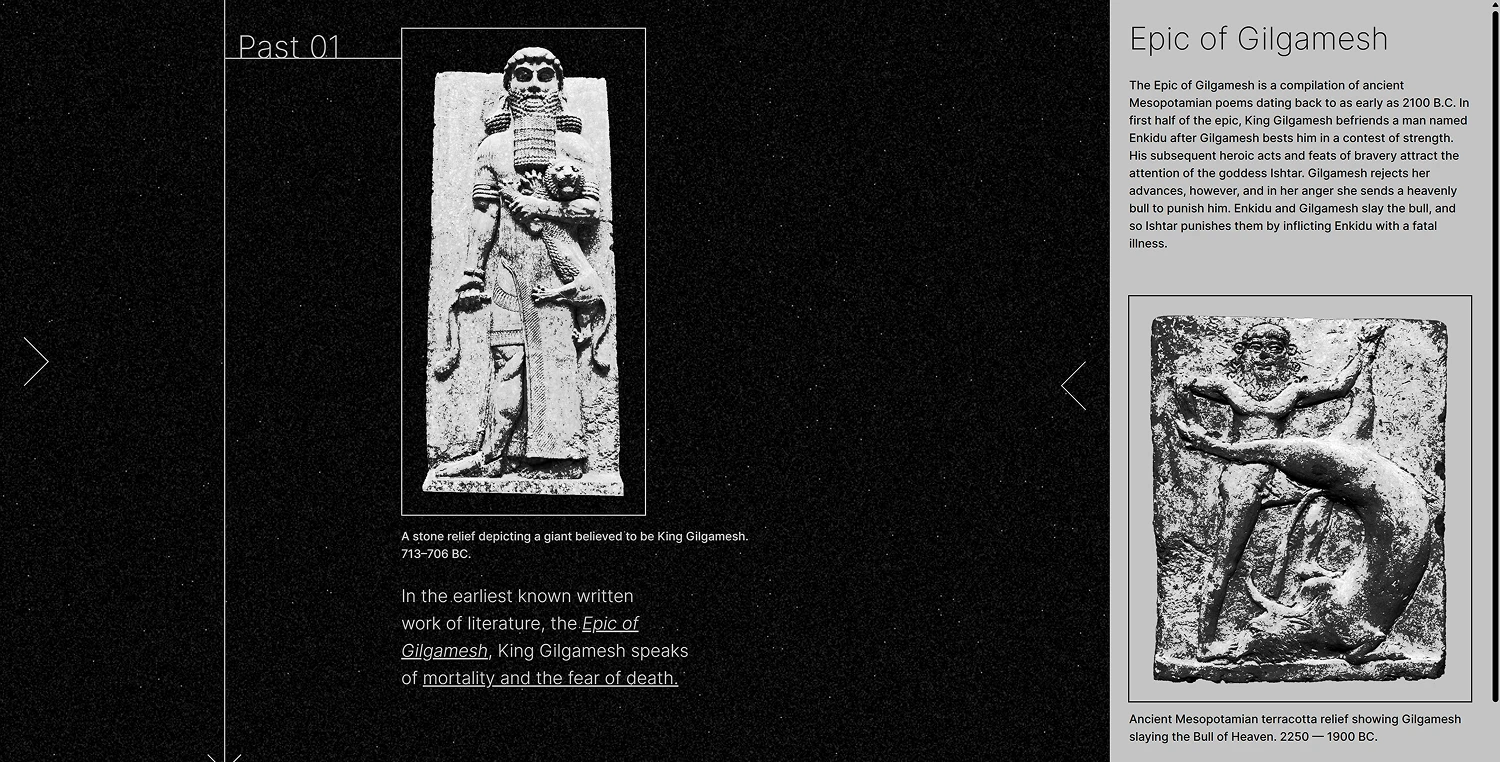 Past 01
A stone relief depicting a giant believed to be King Gilgamesh.
713–706 BC.
In the earliest known written
work of literature, the Epic of
Gilgamesh, King Gilgamesh speaks
of mortality and the fear of death.
Epic of Gilgamesh
The Epic of Gilgamesh is a compilation of ancient
Mesopotamian poems dating back to as early as 2100 B.C. In
first half of the epic, King Gilgamesh befriends a man named
Enkidu after Gilgamesh bests him in a contest of strength.
His subsequent heroic acts and feats of bravery attract the
attention of the goddess Ishtar. Gilgamesh rejects her
advances, however, and in her anger she sends a heavenly
bull to punish him. Enkidu and Gilgamesh slay the bull, and
so Ishtar punishes them by inflicting Enkidu with a fatal
illness.
Ancient Mesopotamian terracotta relief showing Gilgamesh
slaying the Bull of Heaven. 2250 — 1900 BC.